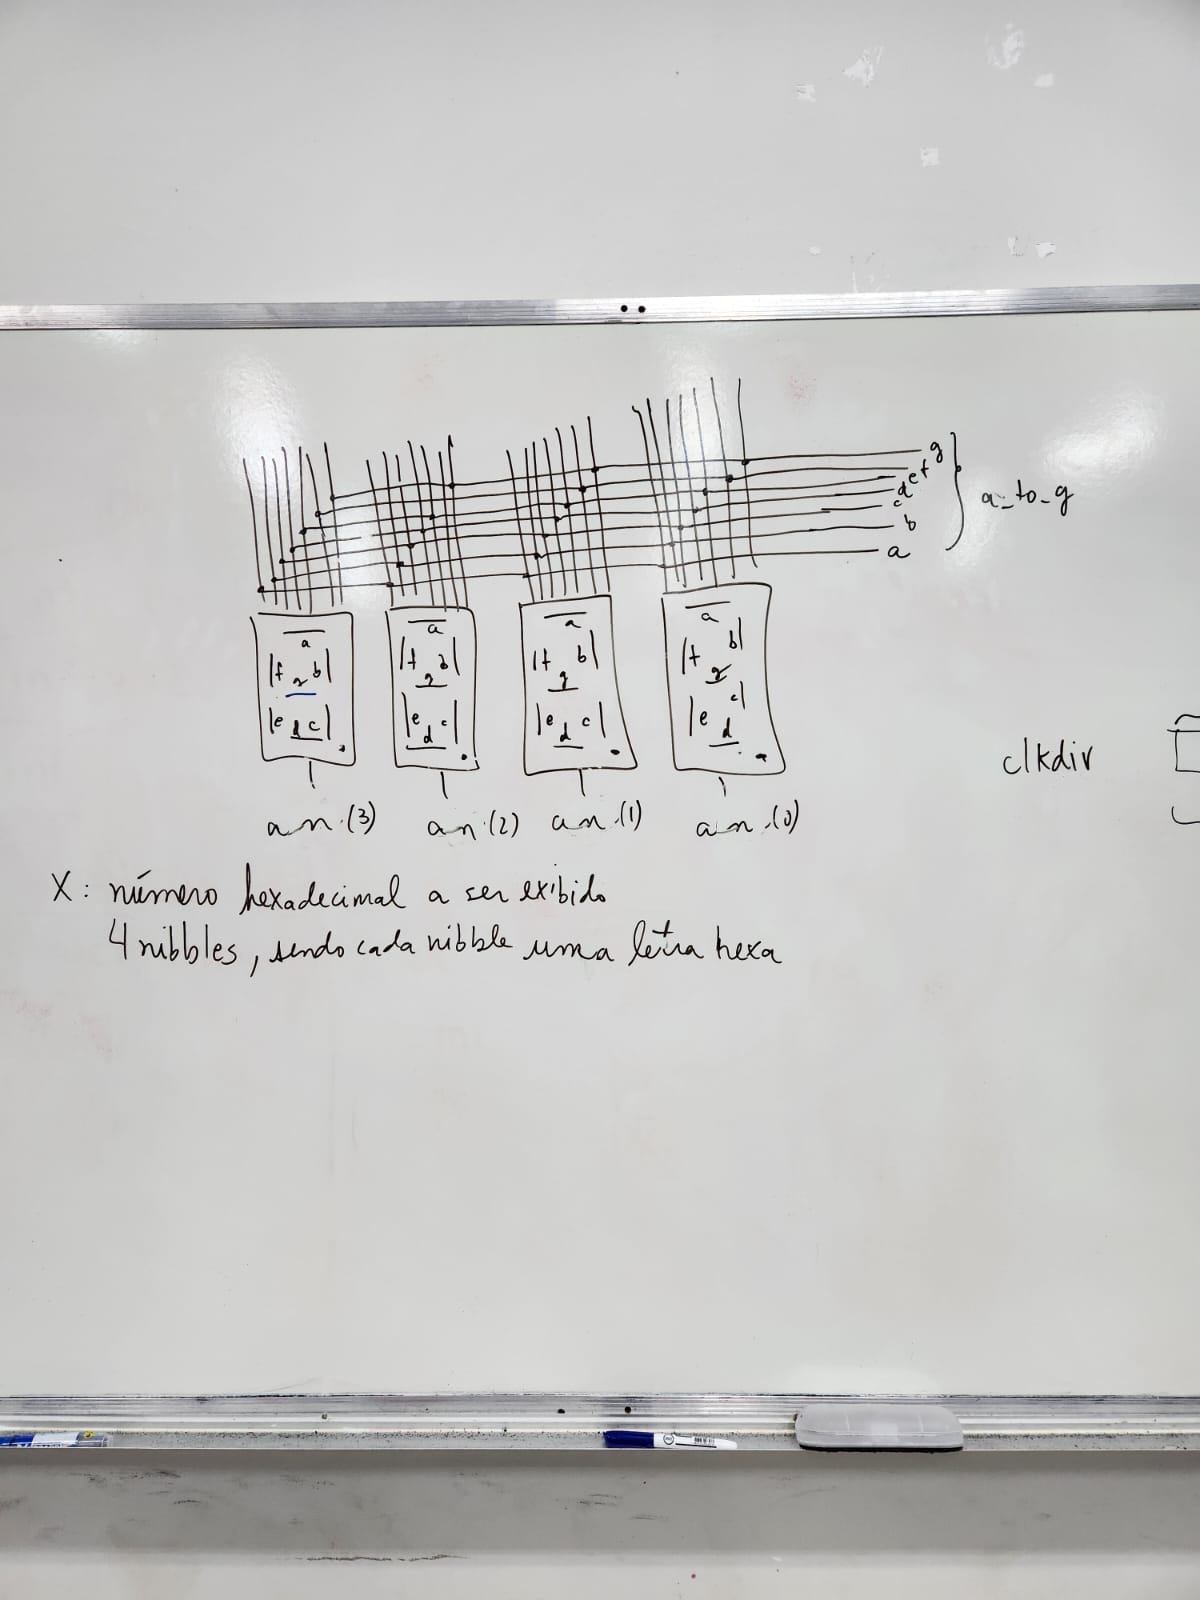 g
f
e
d
c
b
a
a_to_g
a
f b
g
e c
d
a
f b
g
e c
d
a
f b
g
e c
d
a
f b
g
e c
d
an(3) an(2) an(1) an(0)
clkdiv
X: número hexadecimal a ser exibido
4 nibbles, sendo cada nibble uma letra hexa